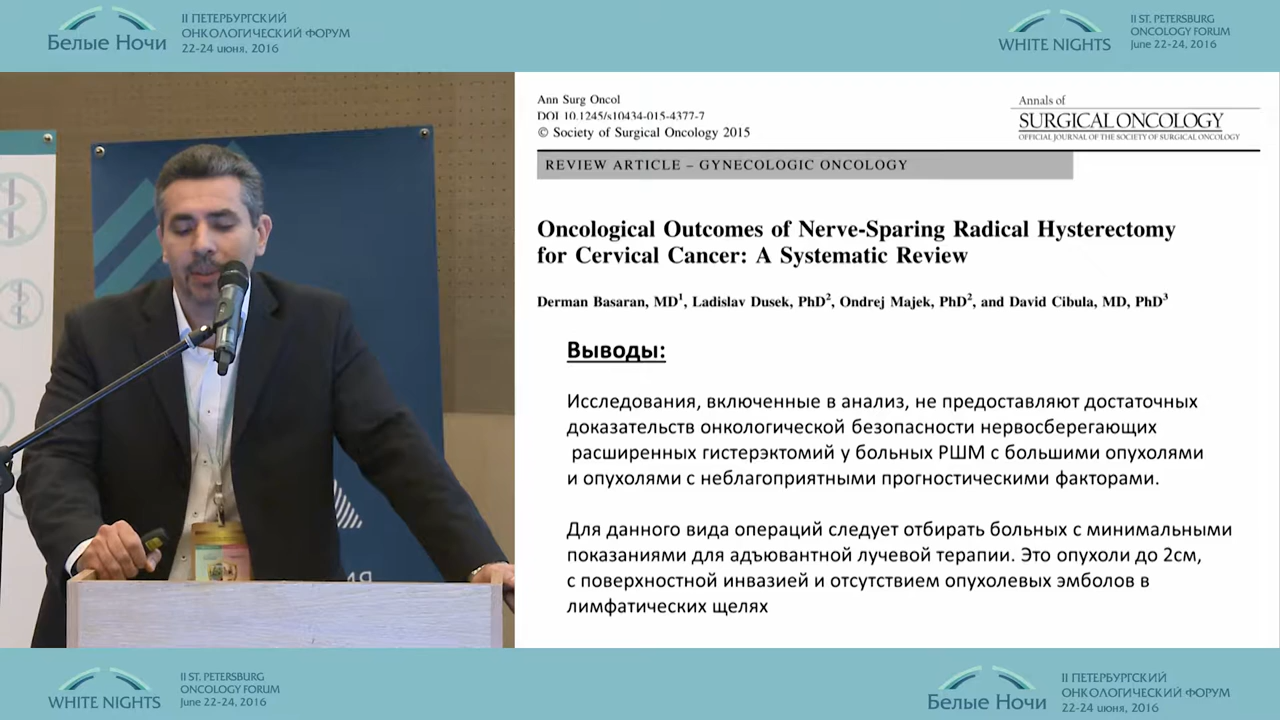 Белые Ночи
II ПЕТЕРБУРГСКИЙ
ОНКОЛОГИЧЕСКИЙ ФОРУМ
22-24 июня, 2016
WHITE NIGHTS
II ST. PETERSBURG
ONCOLOGY FORUM
June 22-24, 2016
Ann Surg Oncol
DOI 10.1245/s10434-015-4377-7
© Society of Surgical Oncology 2015
Annals of
SURGICAL ONCOLOGY
OFFICIAL JOURNAL OF THE SOCIETY OF SURGICAL ONCOLOGY
REVIEW ARTICLE – GYNECOLOGIC ONCOLOGY
Oncological Outcomes of Nerve-Sparing Radical Hysterectomy
for Cervical Cancer: A Systematic Review
Derman Basaran, MD1, Ladislav Dusek, PhD2, Ondrej Majek, PhD2, and David Cibula, MD, PhD3
Выводы:
Исследования, включенные в анализ, не предоставляют достаточных
доказательств онкологической безопасности нервосберегающих
расширенных гистерэктомий у больных РШМ с большими опухолями
и опухолями с неблагоприятными прогностическими факторами.
Для данного вида операций следует отбирать больных с минимальными
показаниями для адъювантной лучевой терапии. Это опухоли до 2см,
с поверхностной инвазией и отсутствием опухолевых эмболов в
лимфатических щелях
WHITE NIGHTS
II ST. PETERSBURG
ONCOLOGY FORUM
June 22-24, 2016
Белые Ночи
II ПЕТЕРБУРГСКИЙ
ОНКОЛОГИЧЕСКИЙ ФОРУМ
22-24 июня, 2016